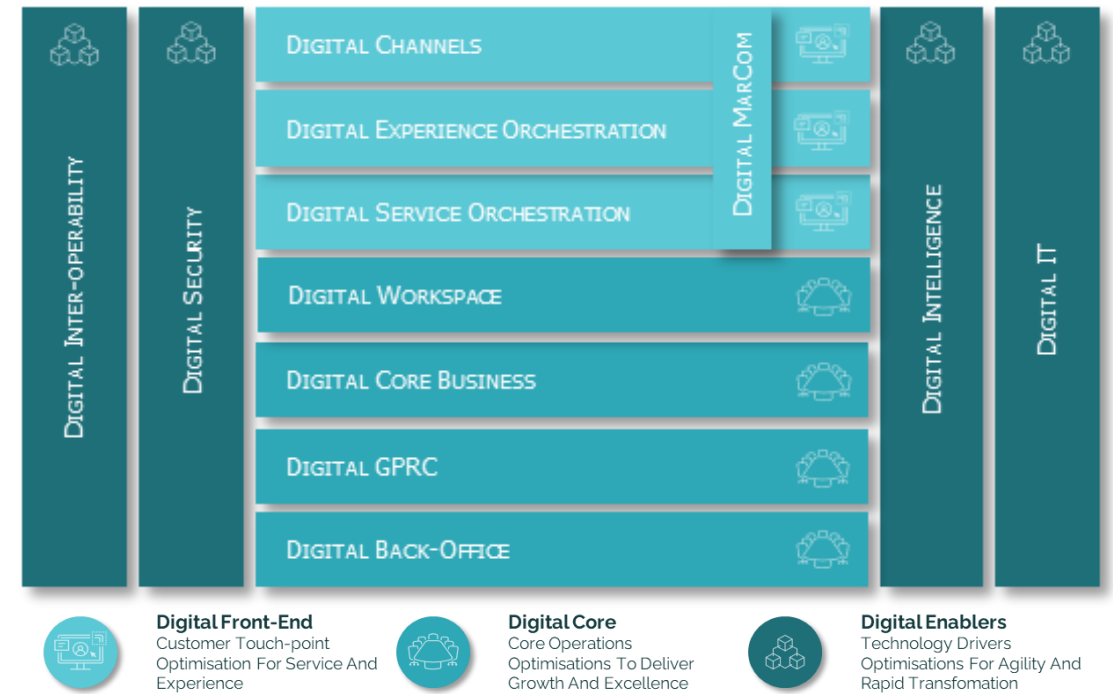 Digital Inter-operability
Digital Security
Digital Channels
Digital Experience Orchestration
Digital Service Orchestration
Digital MarCom
Digital Workspace
Digital Core Business
Digital GPRC
Digital Back-Office
Digital Intelligence
Digital IT
Digital Front-End
Customer Touch-point
Optimisation For Service And
Experience
Digital Core
Core Operations
Optimisations To Deliver
Growth And Excellence
Digital Enablers
Technology Drivers
Optimisations For Agility And
Rapid Transfomation